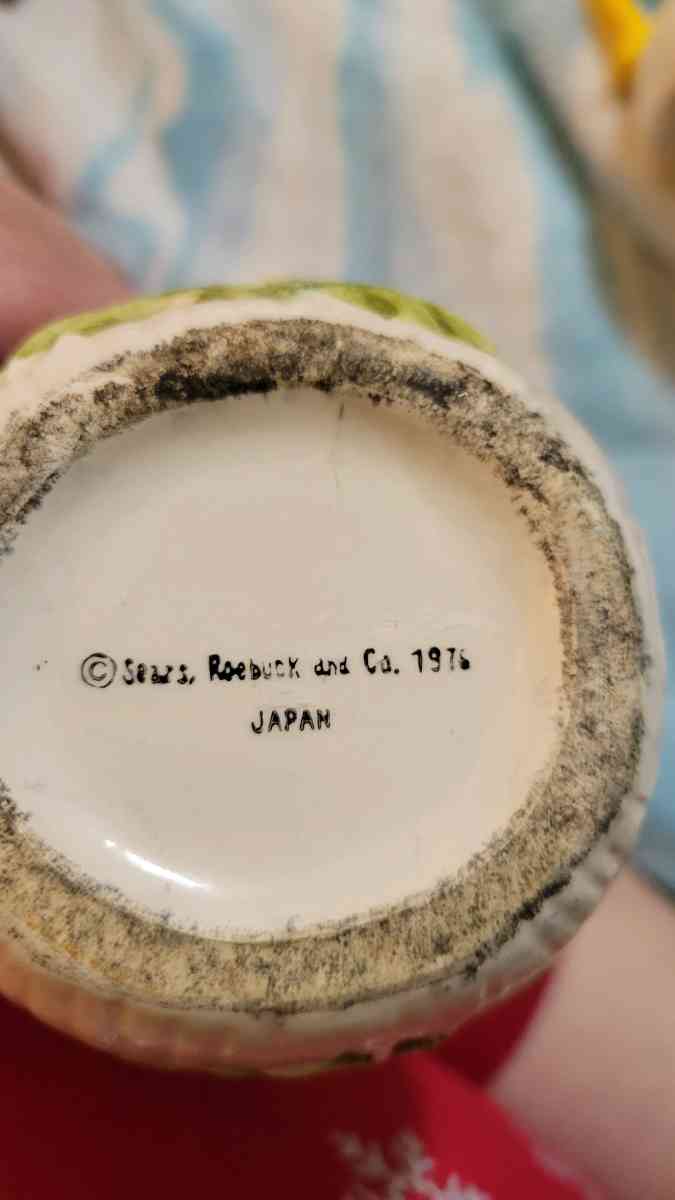 © Sears, Roebuck and Co. 1976
JAPAN